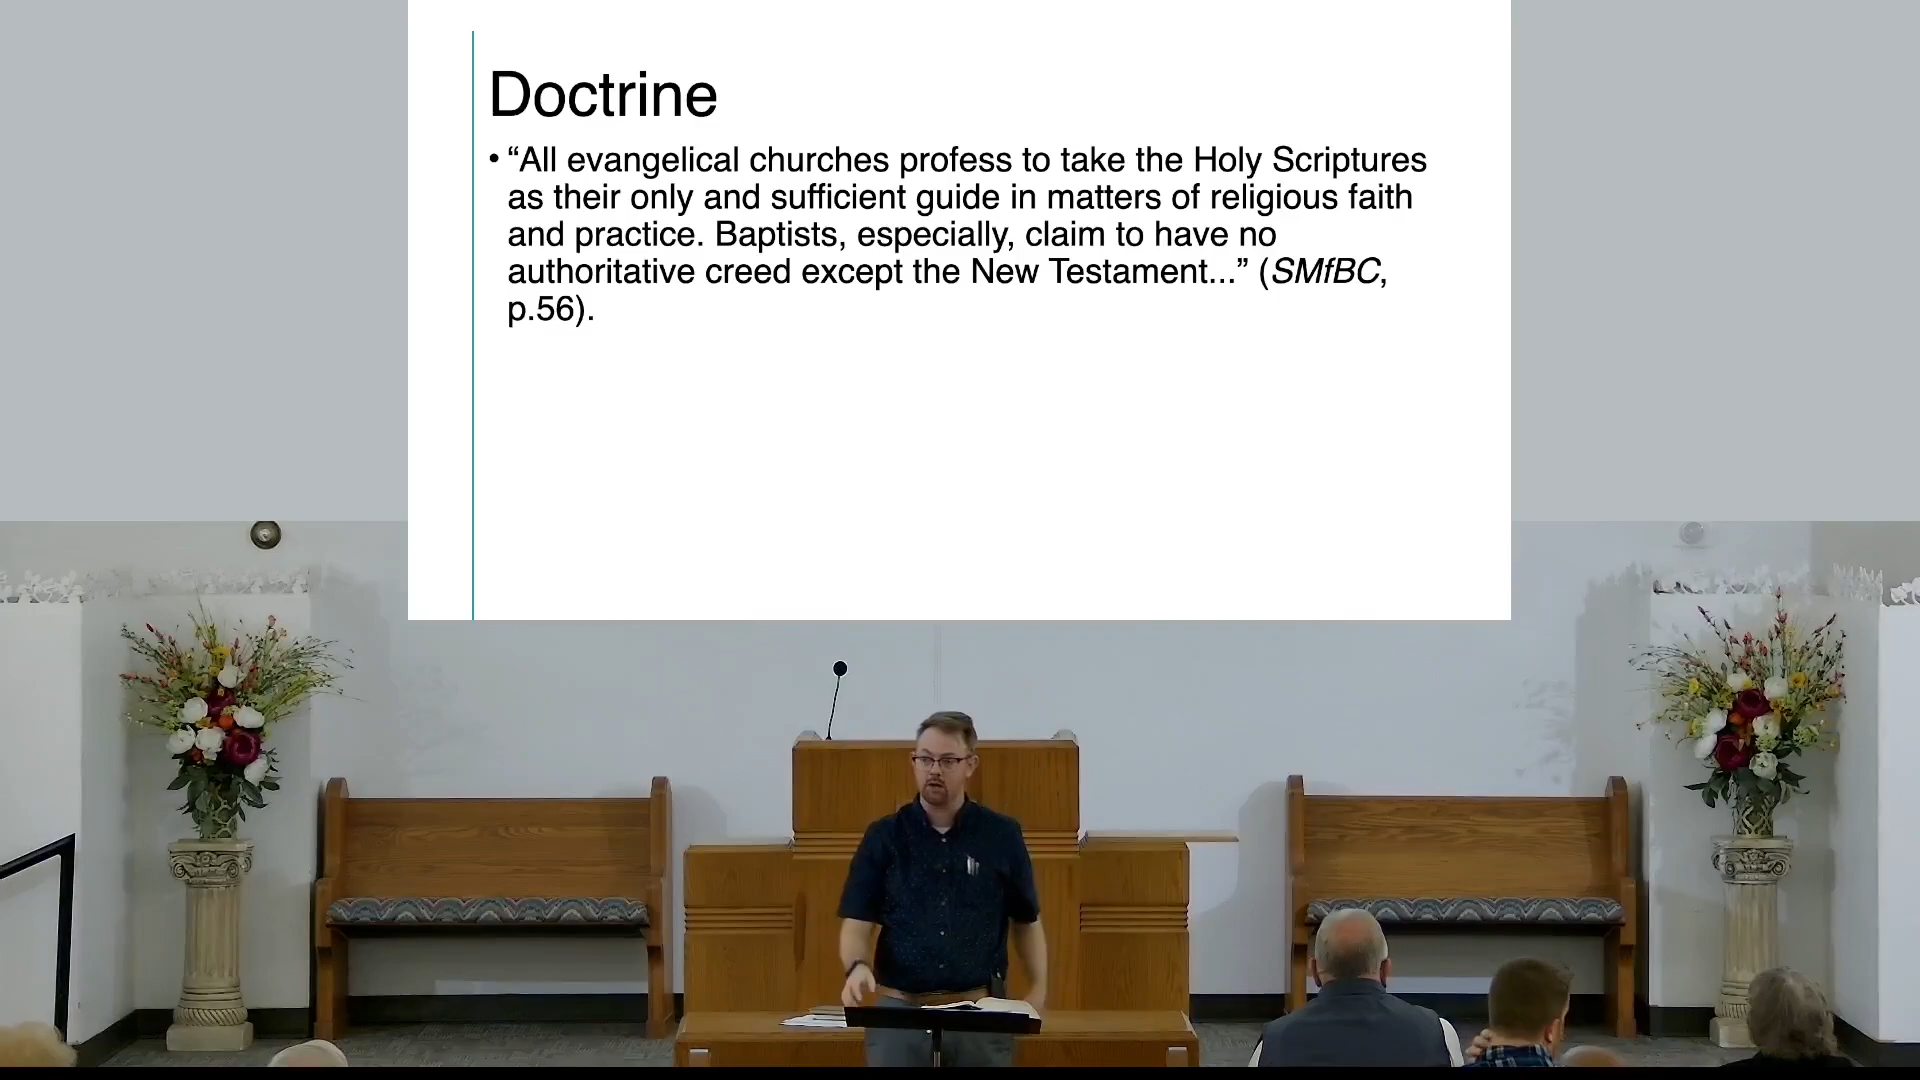 Doctrine
• “All evangelical churches profess to take the Holy Scriptures
as their only and sufficient guide in matters of religious faith
and practice. Baptists, especially, claim to have no
authoritative creed except the New Testament...” (SMfBC,
p.56).